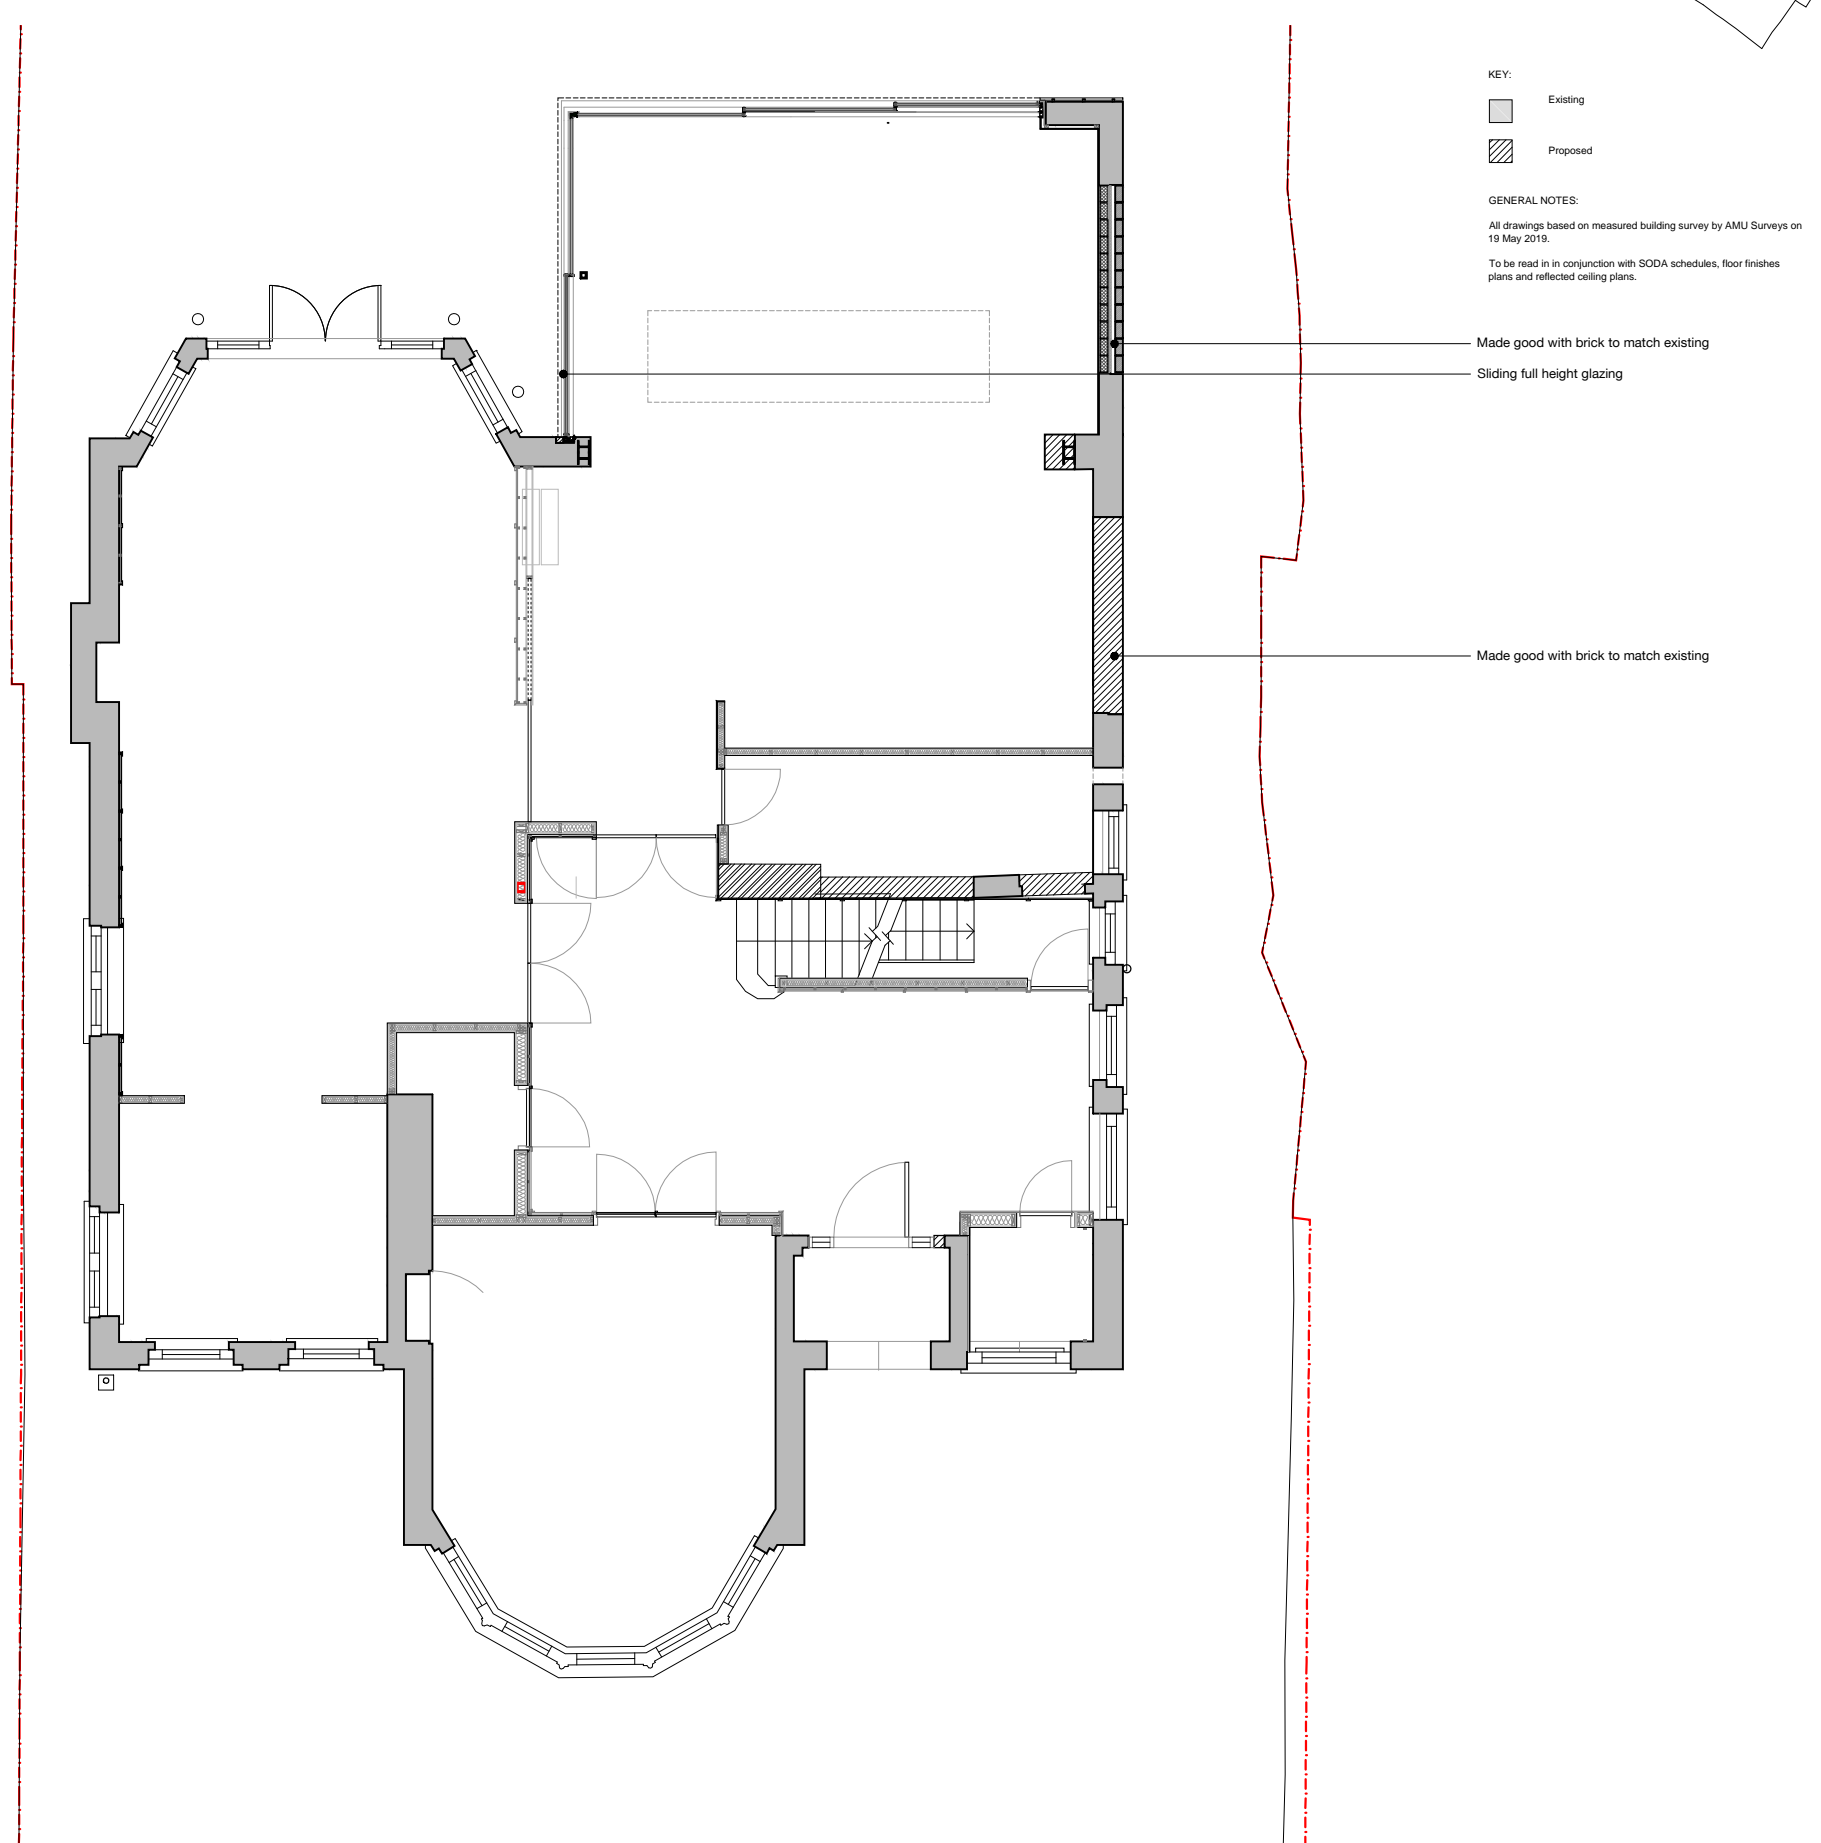 KEY:
Existing
Proposed
GENERAL NOTES:
All drawings based on measured building survey by AMU Surveys on
19 May 2019.
To be read in in conjunction with SODA schedules, floor finishes
plans and reflected ceiling plans.
Made good with brick to match existing
Sliding full height glazing
Made good with brick to match existing